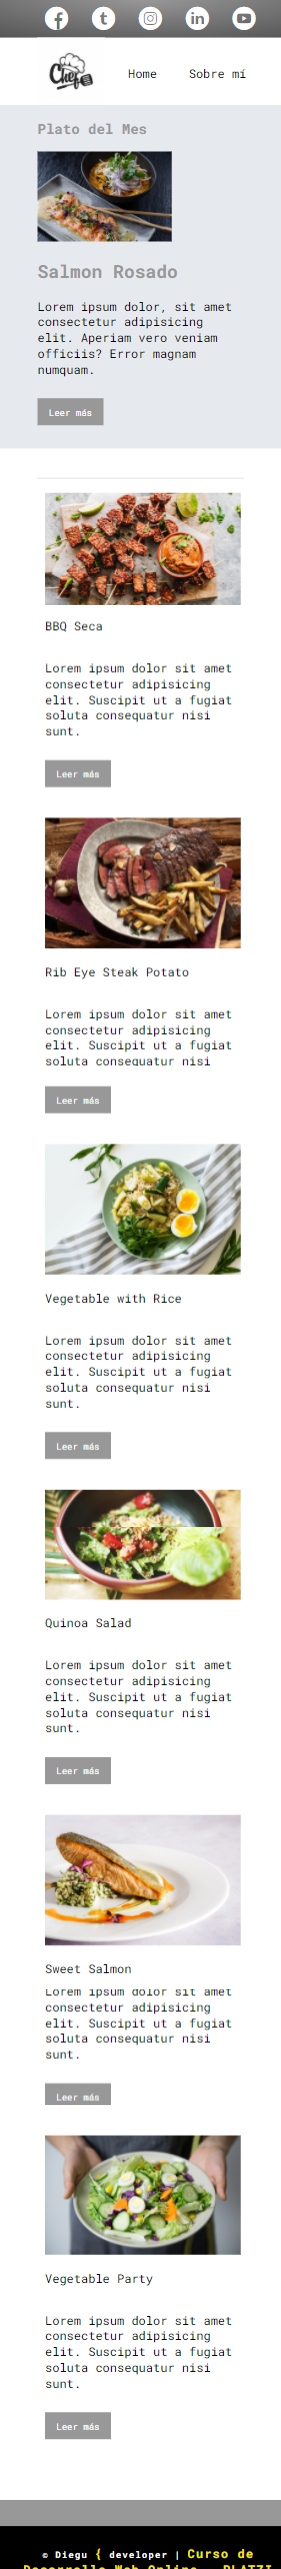 Chef
Home Sobre mí
Plato del Mes
Salmon Rosado
Lorem ipsum dolor, sit amet
consectetur adipisicing
elit. Aperiam vero veniam
officiis? Error magnam
numquam.
Leer más
BBQ Seca
Lorem ipsum dolor sit amet
consectetur adipisicing
elit. Suscipit ut a fugiat
soluta consequatur nisi
sunt.
Leer más
Rib Eye Steak Potato
Lorem ipsum dolor sit amet
consectetur adipisicing
elit. Suscipit ut a fugiat
soluta consequatur nisi
Leer más
Vegetable with Rice
Lorem ipsum dolor sit amet
consectetur adipisicing
elit. Suscipit ut a fugiat
soluta consequatur nisi
sunt.
Leer más
Quinoa Salad
Lorem ipsum dolor sit amet
consectetur adipisicing
elit. Suscipit ut a fugiat
soluta consequatur nisi
sunt.
Leer más
Sweet Salmon
Lorem ipsum dolor sit amet
consectetur adipisicing
elit. Suscipit ut a fugiat
soluta consequatur nisi
sunt.
Leer más
Vegetable Party
Lorem ipsum dolor sit amet
consectetur adipisicing
elit. Suscipit ut a fugiat
soluta consequatur nisi
sunt.
Leer más
© Diegu { developer | Curso de
Desarrollo Web Online - PLATZI